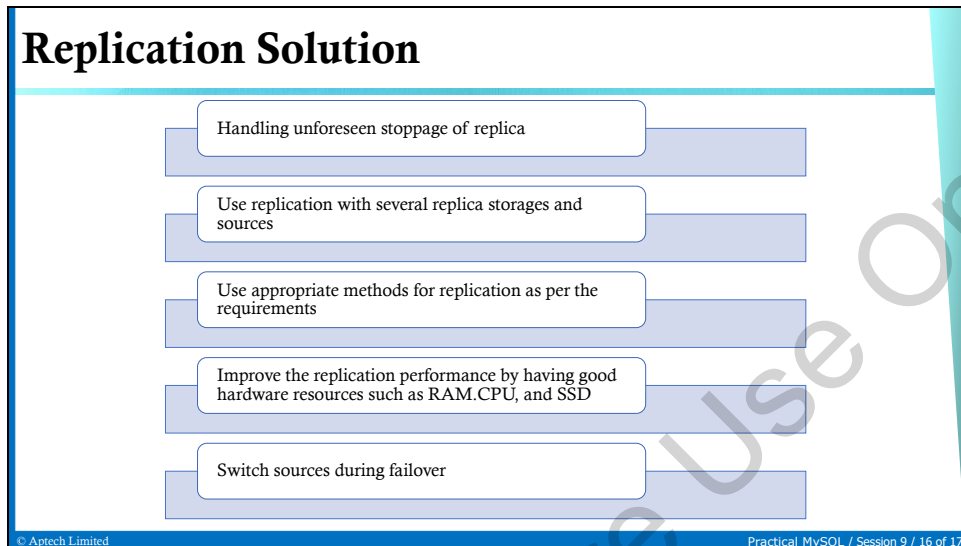 Replication Solution
Handling unforeseen stoppage of replica
Use replication with several replica storages and
sources
Use appropriate methods for replication as per the
requirements
Improve the replication performance by having good
hardware resources such as RAM.CPU, and SSD
Switch sources during failover
© Aptech Limited
Practical MySQL / Session 9 / 16 of 17
Use